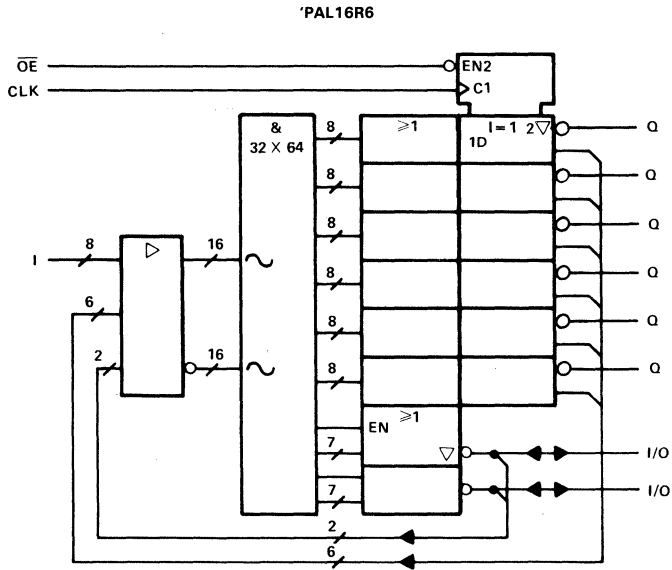 'PAL16R6
OE
CLK
EN2
C1
&
32 X 64
8
≥1
I = 1 2▽
1D
Q
8
Q
8
Q
8
Q
8
Q
8
Q
I
8
▷
16
∼
6
2
16
∼
EN
≥1
7
▽
I/O
7
I/O
2
6